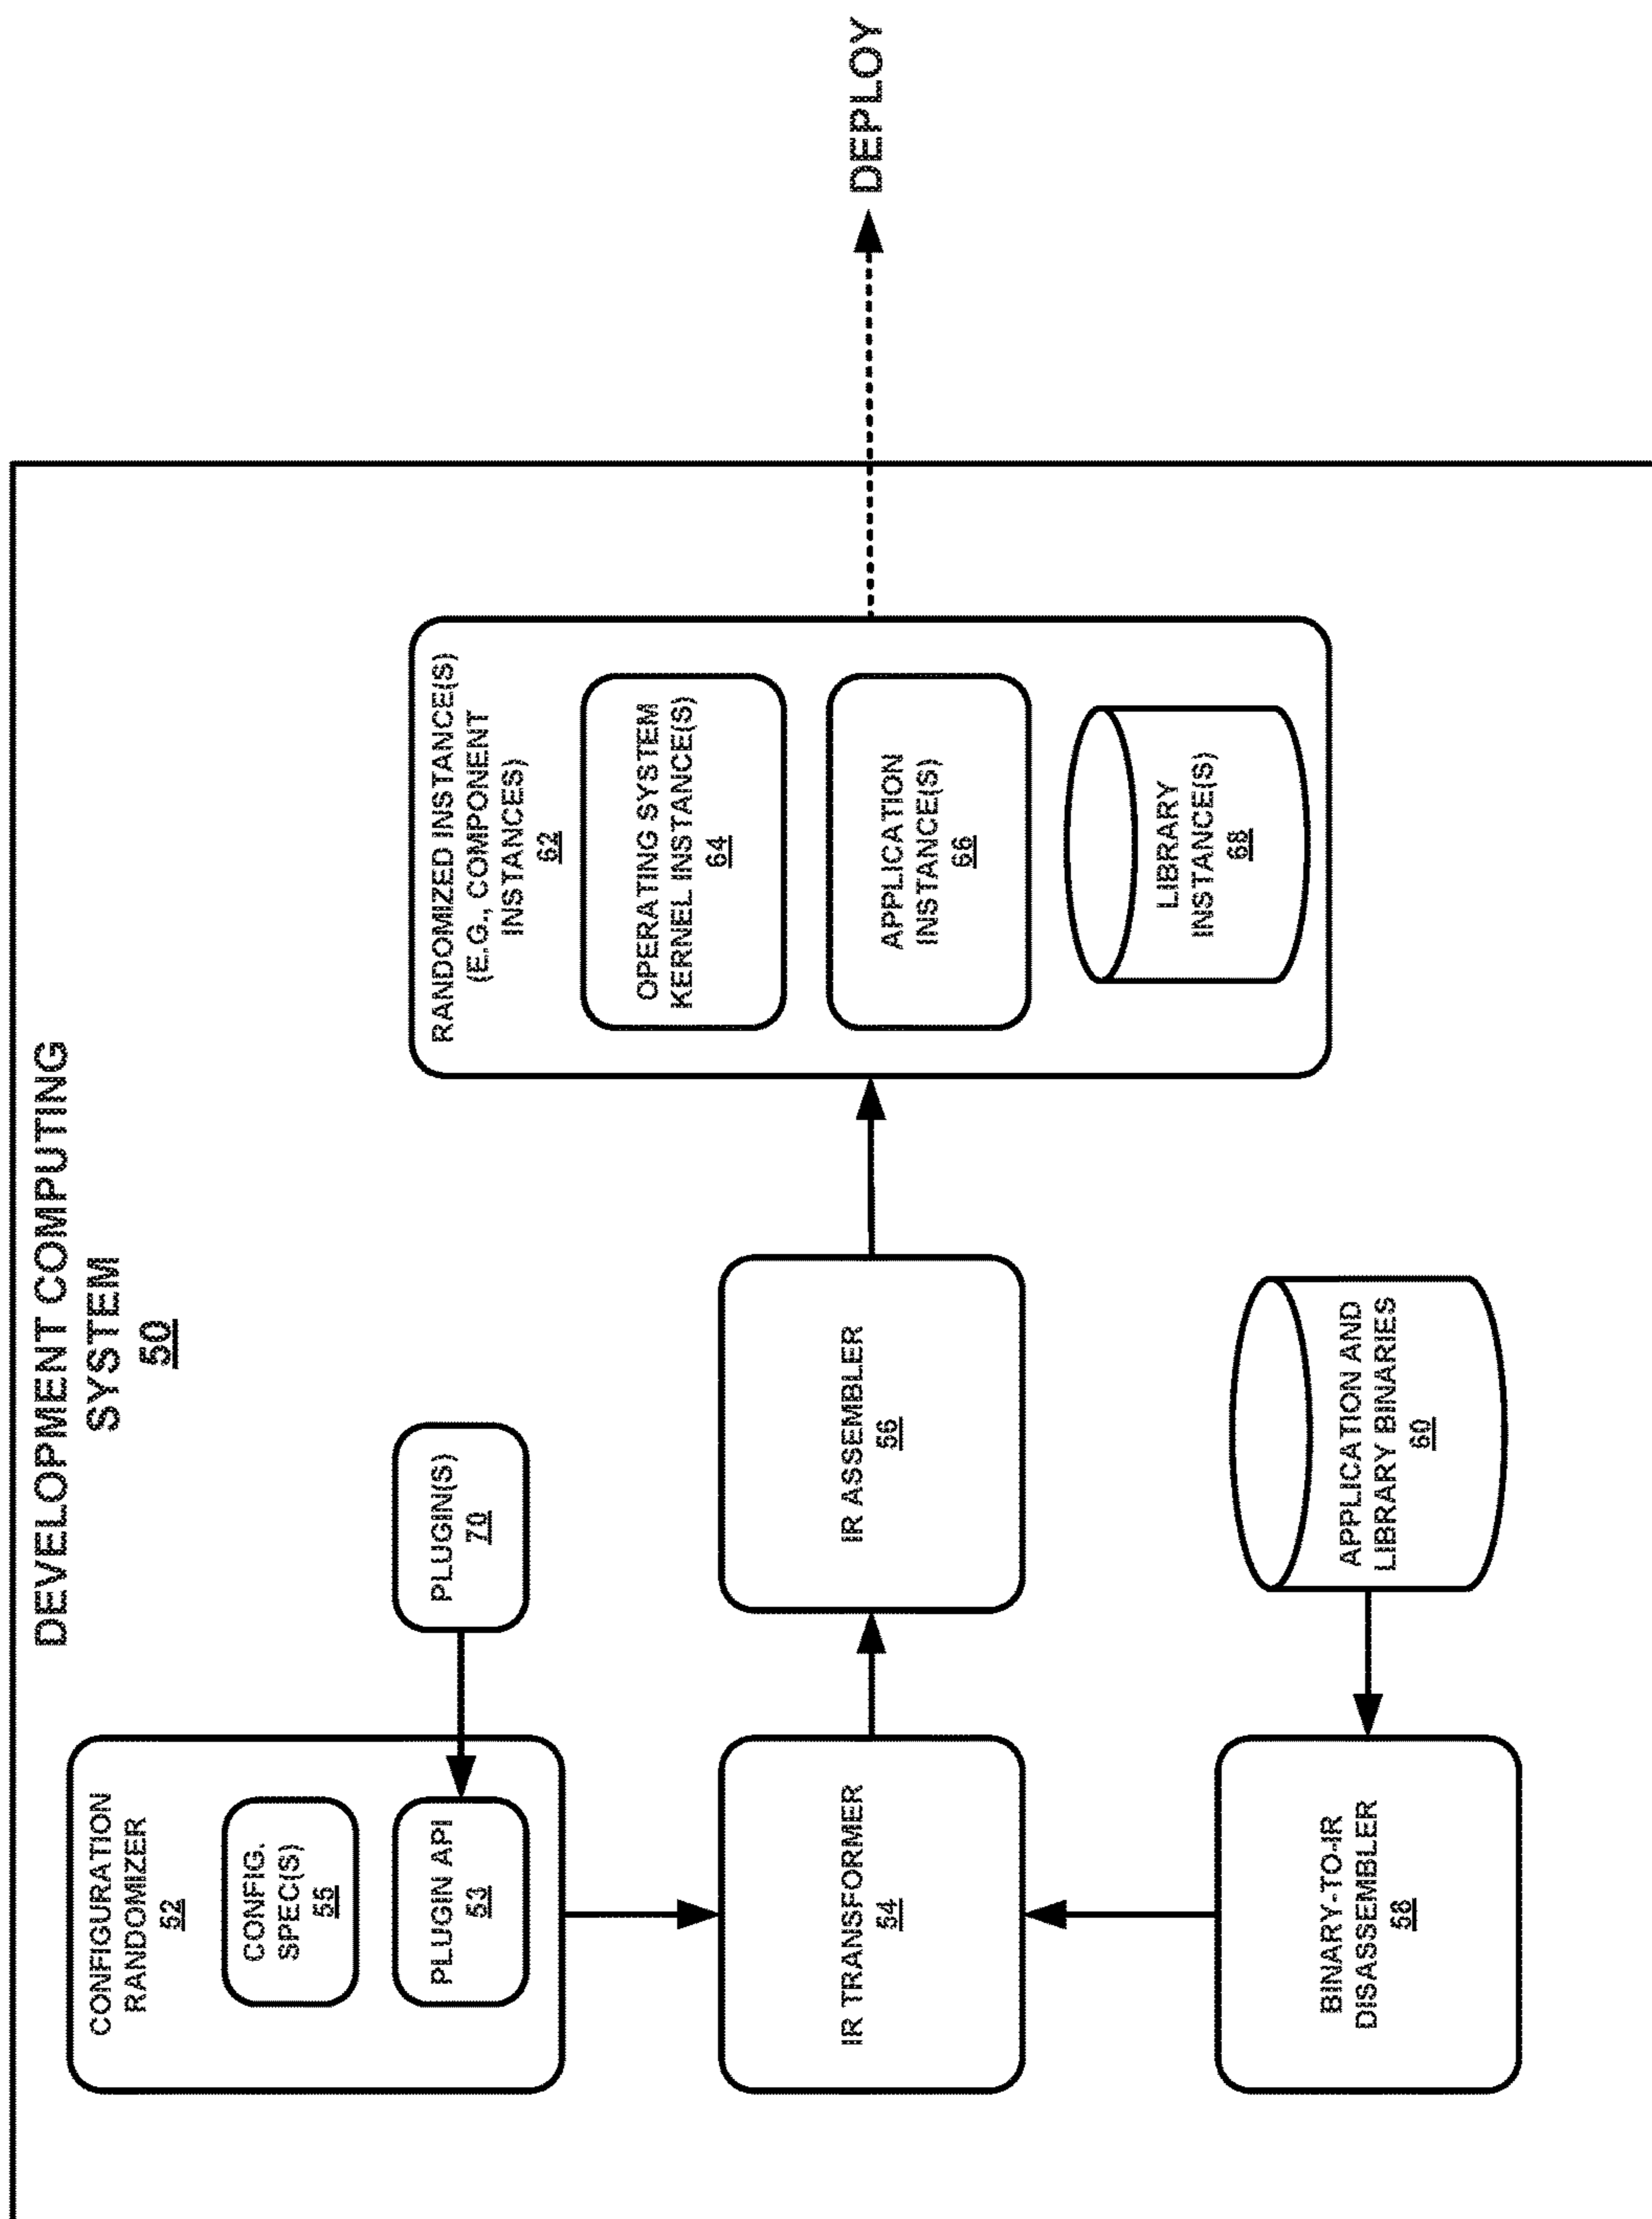 DEVELOPMENT COMPUTING
SYSTEM
50
CONFIGURATION
RANDOMIZER
52
CONFIG.
SPEC(S)
55
PLUGIN API
53
PLUGIN(S)
70
IR TRANSFORMER
54
IR ASSEMBLER
56
BINARY-TO-IR
DISASSEMBLER
58
APPLICATION AND
LIBRARY BINARIES
60
RANDOMIZED INSTANCE(S)
(E.G., COMPONENT
INSTANCES)
62
OPERATING SYSTEM
KERNEL INSTANCE(S)
64
APPLICATION
INSTANCE(S)
66
LIBRARY
INSTANCE(S)
68
DEPLOY